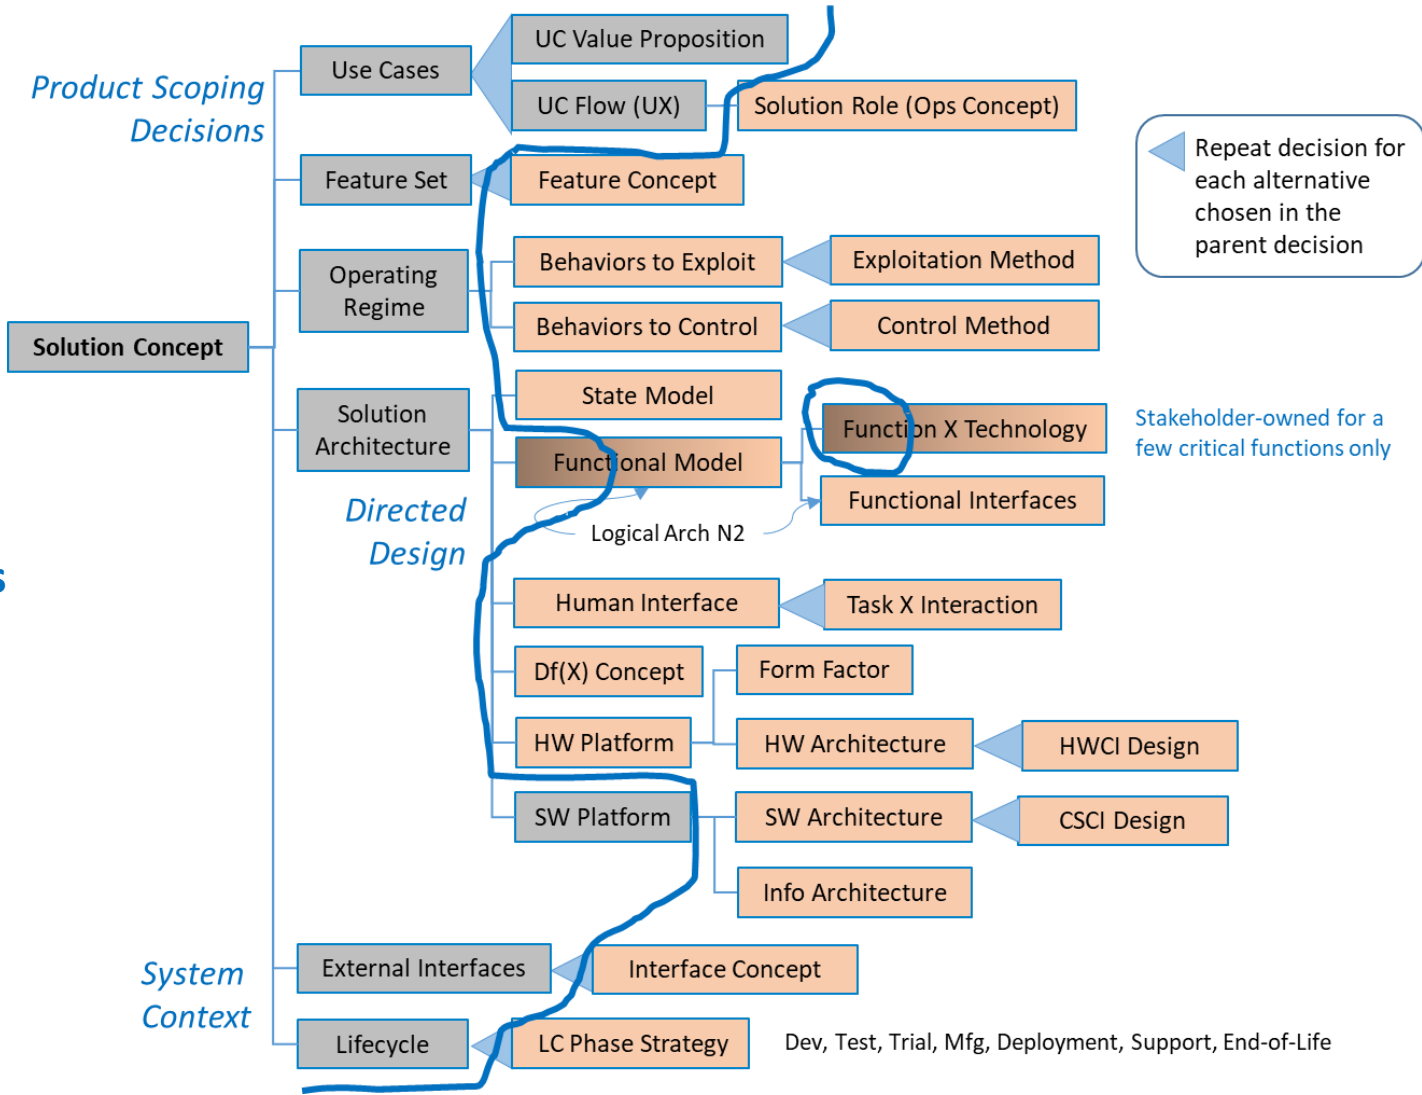 UC Value Proposition
Use Cases
Product Scoping
Decisions
UC Flow (UX)
Solution Role (Ops Concept)
Repeat decision for
each alternative
chosen in the
parent decision
Feature Set
Feature Concept
Behaviors to Exploit
Exploitation Method
Operating
Regime
Behaviors to Control
Control Method
Solution Concept
State Model
Solution
Architecture
Function X Technology
Stakeholder-owned for a
few critical functions only
Functional Model
Functional Interfaces
Directed
Design
Logical Arch N2
s
Human Interface
Task X Interaction
Df(X) Concept
Form Factor
HW Platform
HW Architecture
HWCI Design
SW Platform
SW Architecture
CSCI Design
Info Architecture
System
Context
External Interfaces
Interface Concept
Lifecycle
LC Phase Strategy
Dev, Test, Trial, Mfg, Deployment, Support, End-of-Life